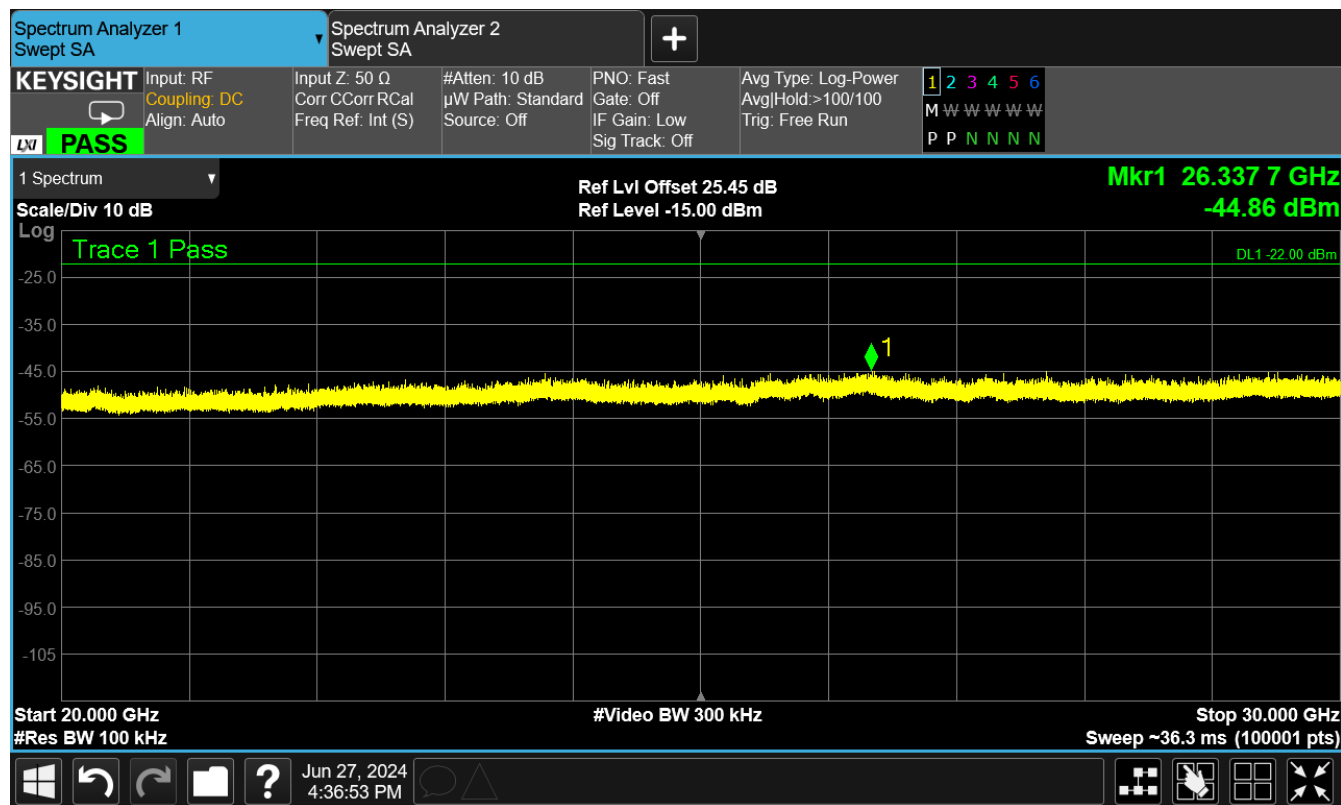 Spectrum Analyzer 1
Swept SA
Spectrum Analyzer 2
Swept SA
KEYSIGHT
LXI PASS
Input: RF
Coupling: DC
Align: Auto
Input Z: 50 Ω
Corr CCorr RCal
Freq Ref: Int (S)
#Atten: 10 dB
µW Path: Standard
Source: Off
PNO: Fast
Gate: Off
IF Gain: Low
Sig Track: Off
Avg Type: Log-Power
Avg|Hold:>100/100
Trig: Free Run
1 2 3 4 5 6
M W W W W W
P P N N N N
1 Spectrum
Scale/Div 10 dB
Log
Ref Lvl Offset 25.45 dB
Ref Level -15.00 dBm
Mkr1 26.337 7 GHz
-44.86 dBm
Trace 1 Pass
DL1 -22.00 dBm
-25.0
-35.0
1
-45.0
-55.0
-65.0
-75.0
-85.0
-95.0
-105
Start 20.000 GHz
#Res BW 100 kHz
#Video BW 300 kHz
Stop 30.000 GHz
Sweep ~36.3 ms (100001 pts)
?
Jun 27, 2024
4:36:53 PM